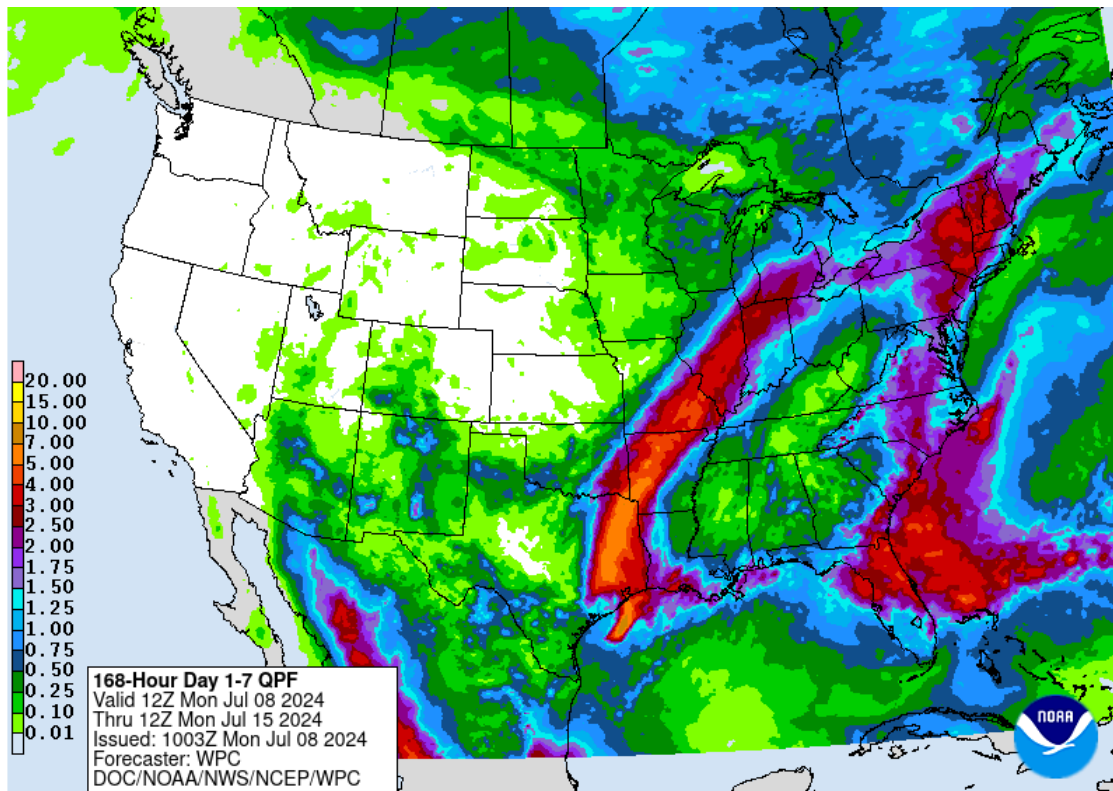 20.00
15.00
10.00
7.00
5.00
4.00
3.00
2.50
2.00
1.75
1.50
1.25
1.00
0.75
0.50
0.25
0.10
0.01
168-Hour Day 1-7 QPF
Valid 12Z Mon Jul 08 2024
Thru 12Z Mon Jul 15 2024
Issued: 1003Z Mon Jul 08 2024
Forecaster: WPC
DOC/NOAA/NWS/NCEP/WPC
NOAA